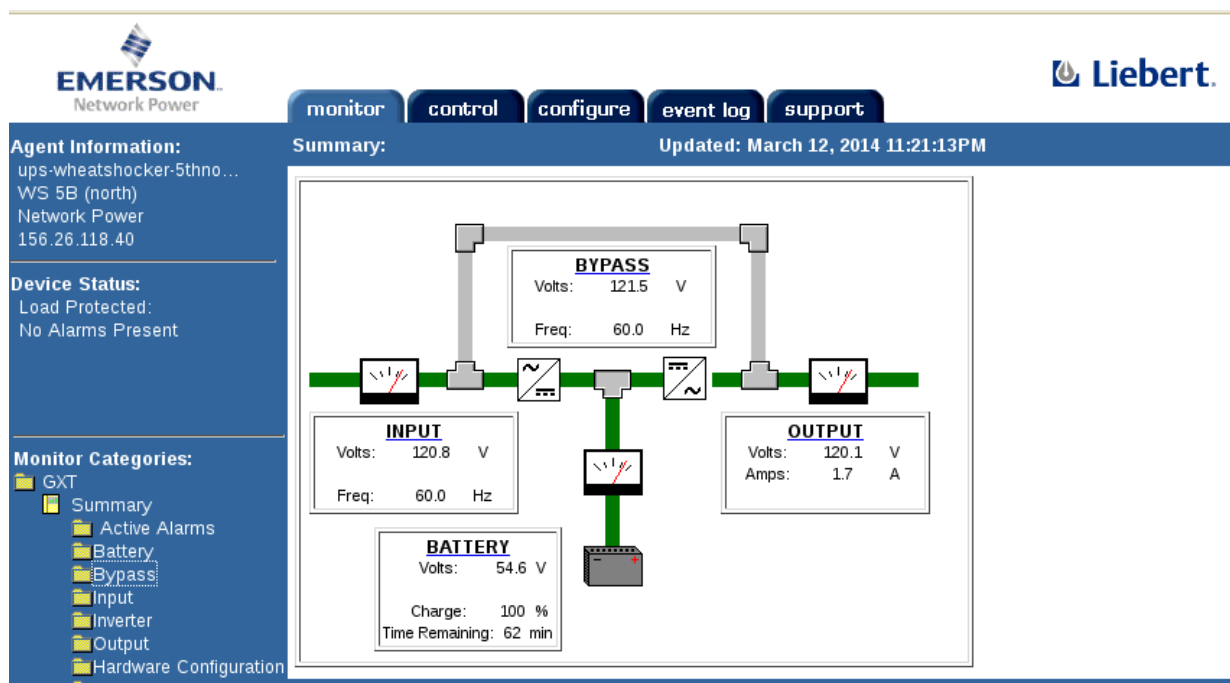 EMERSON
Network Power
Liebert
monitor
control
configure
event log
support
Agent Information:
ups-wheatshocker-5thno...
WS 5B (north)
Network Power
156.26.118.40
Device Status:
Load Protected:
No Alarms Present
Monitor Categories:
GXT
Summary
Active Alarms
Battery
Bypass
Input
Inverter
Output
Hardware Configuration
Summary: Updated: March 12, 2014 11:21:13PM
BYPASS
Volts: 121.5 V
Freq: 60.0 Hz
INPUT
Volts: 120.8 V
Freq: 60.0 Hz
OUTPUT
Volts: 120.1 V
Amps: 1.7 A
BATTERY
Volts: 54.6 V
Charge: 100 %
Time Remaining: 62 min